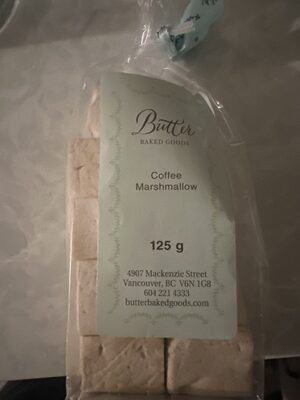 Butter
BAKED GOODS
Coffee
Marshmallow
125 g
4907 Mackenzie Street
Vancouver, BC V6N 1G8
604 221 4333
butterbakedgoods.com